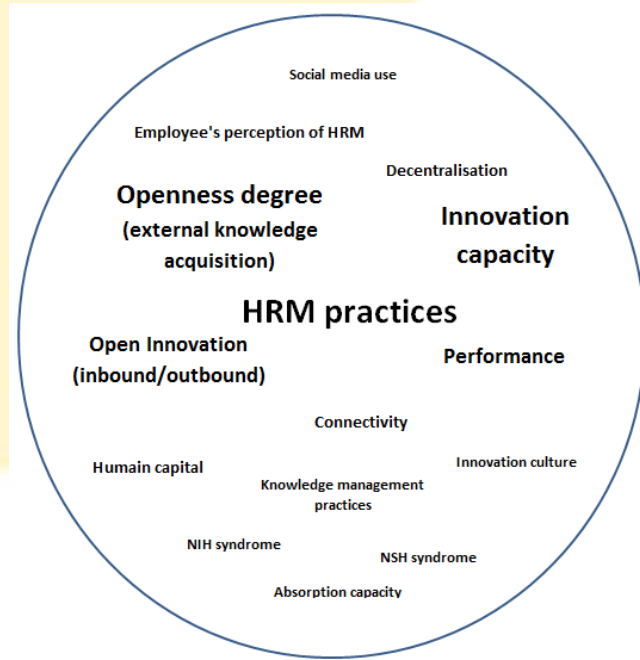 Social media use
Employee's perception of HRM
Decentralisation
Openness degree
(external knowledge
acquisition)
Innovation
capacity
HRM practices
Open Innovation
(inbound/outbound)
Performance
Connectivity
Humain capital
Innovation culture
Knowledge management
practices
NIH syndrome
NSH syndrome
Absorption capacity